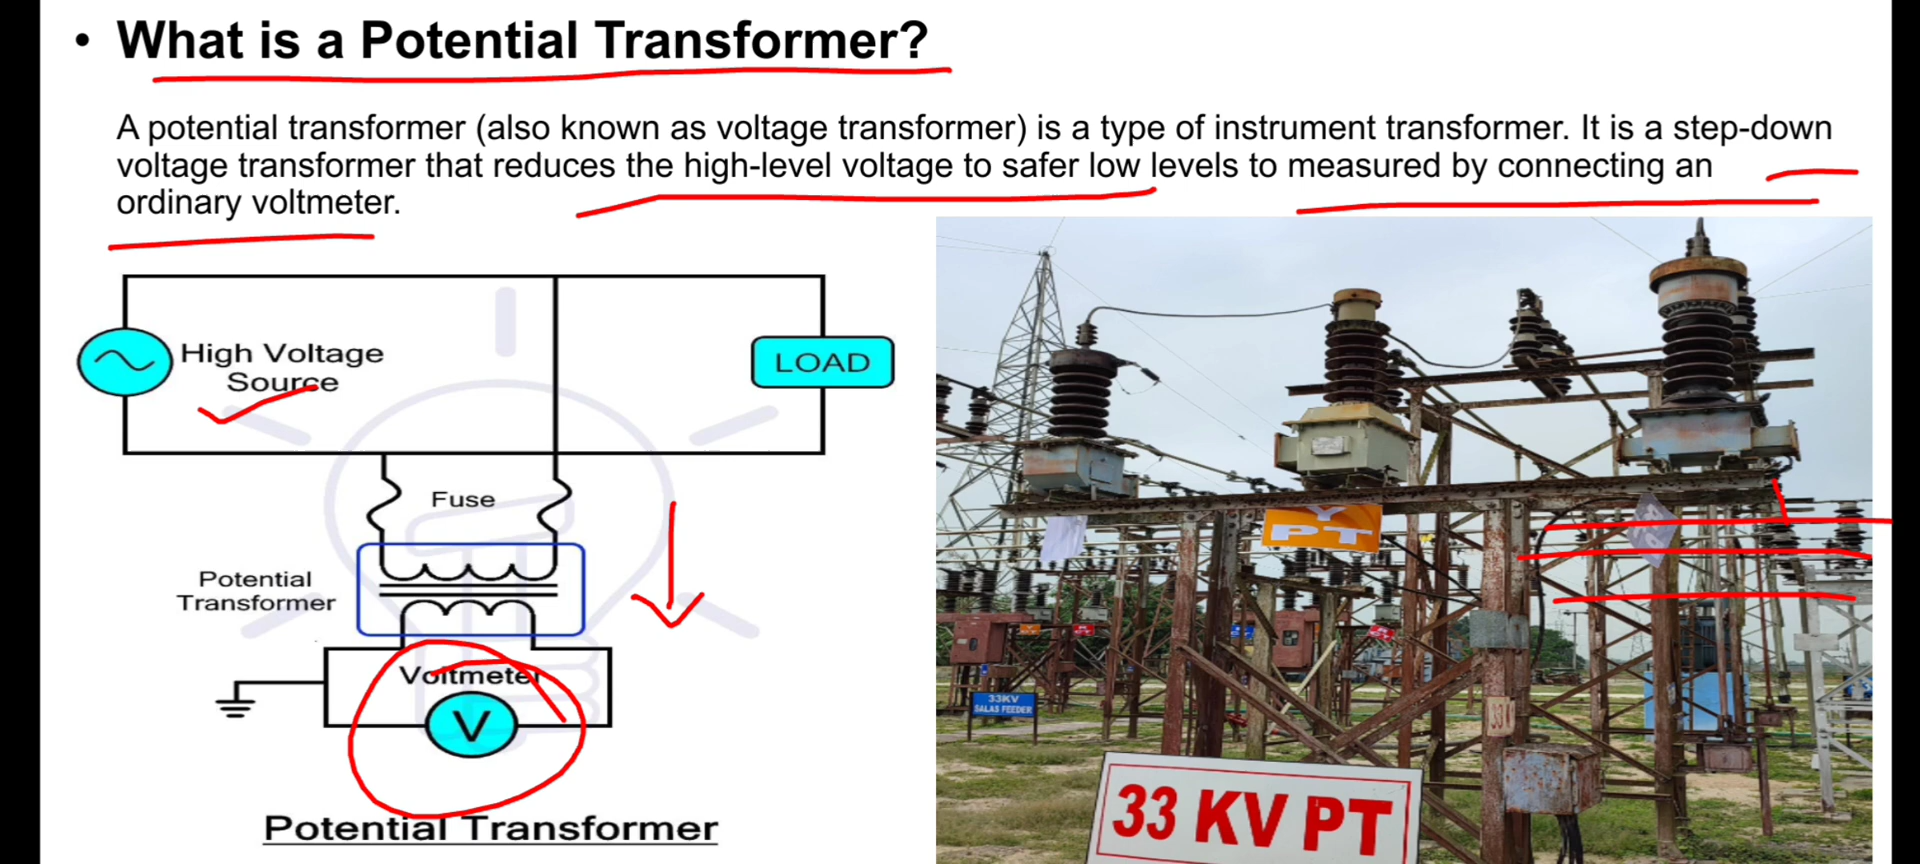 • What is a Potential Transformer?
A potential transformer (also known as voltage transformer) is a type of instrument transformer. It is a step-down
voltage transformer that reduces the high-level voltage to safer low levels to measured by connecting an
ordinary voltmeter.
High Voltage
Source
LOAD
Fuse
Potential
Transformer
Voltmeter
V
Potential Transformer
Y
PT
33KV
SALAS FEEDER
33 KV PT